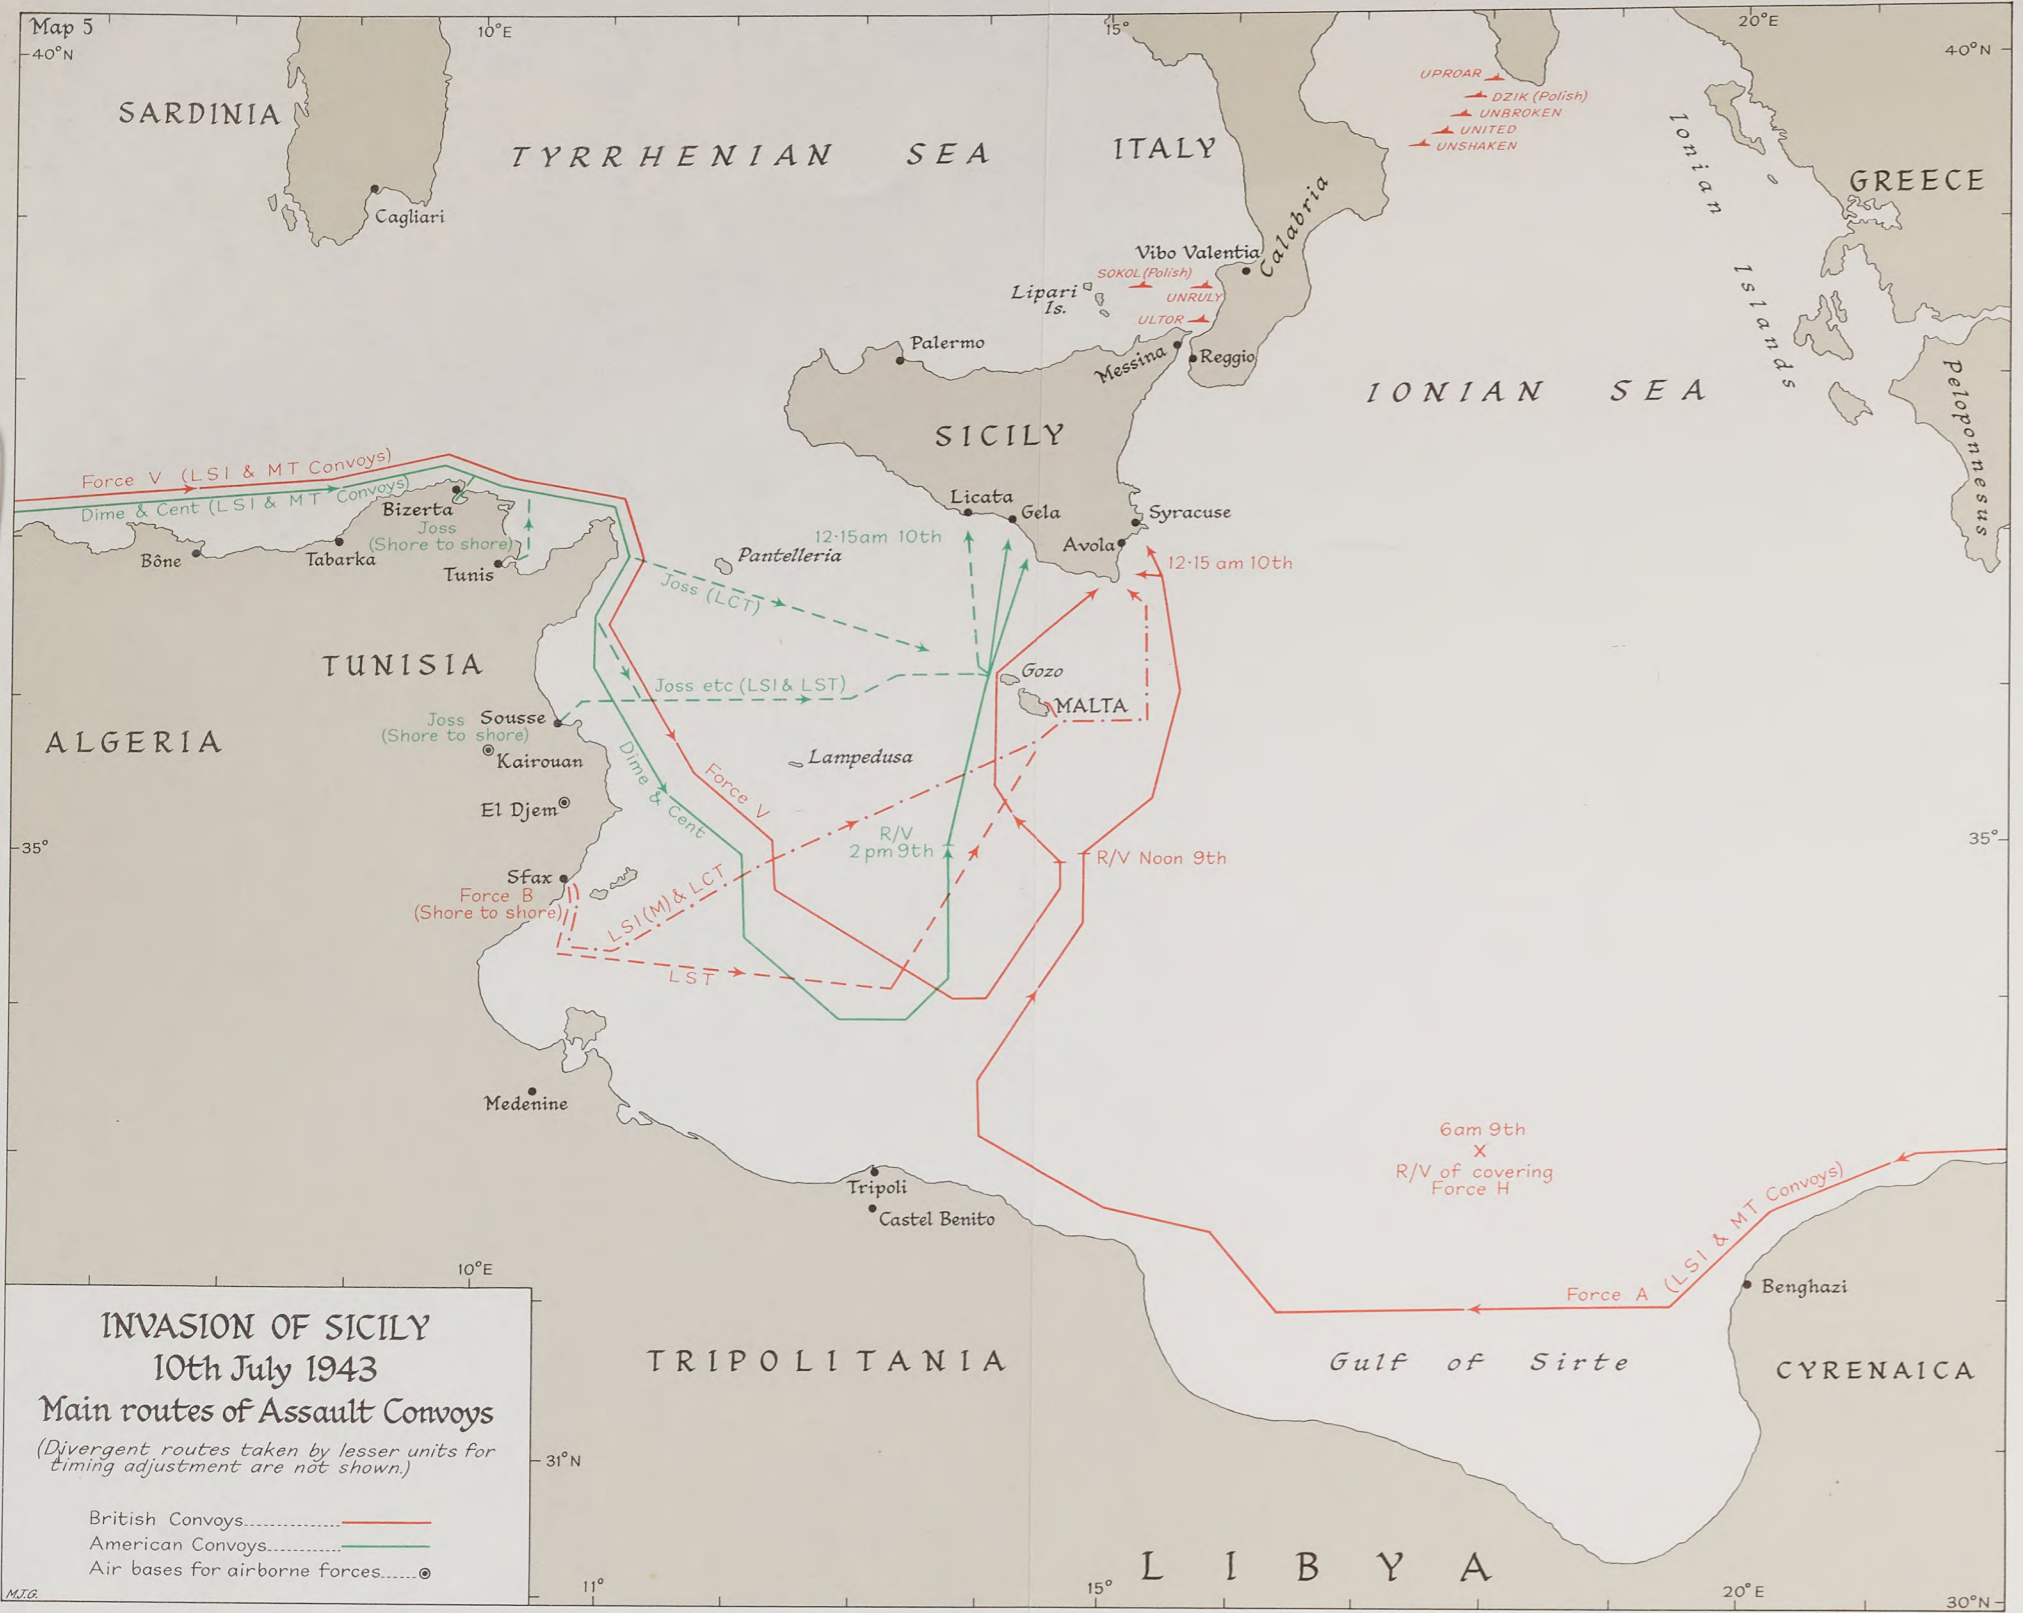 Map 5
10°E
15°
20°E
40°N
40°N
SARDINIA
TYRRHENIAN SEA
ITALY
UPROAR
DZIK (Polish)
UNBROKEN
UNITED
UNSHAKEN
Ionian Islands
GREECE
Cagliari
Calabria
Vibo Valentia
SOKOL (Polish)
UNRULY
Lipari
Is.
ULTOR
Palermo
Messina
Reggio
IONIAN SEA
Peloponnesus
SICILY
Force V (LSI & MT Convoys)
Dime & Cent (LSI & MT Convoys)
Bizerta
Joss
(Shore to shore)
Bône
Tabarka
Tunis
Licata
Gela
Syracuse
Avola
12·15am 10th
12·15 am 10th
Pantelleria
Joss (LCT)
TUNISIA
Gozo
MALTA
Joss etc (LSI & LST)
Joss
(Shore to shore)
Sousse
ALGERIA
Kairouan
Lampedusa
Dime & Cent
Force V
El Djem
R/V
2 pm 9th
35°
35°
R/V Noon 9th
Sfax
Force B
(Shore to shore)
LSI (M) & LCT
LST
Medenine
6am 9th
X
R/V of covering
Force H
Tripoli
Castel Benito
Force A (LSI & MT Convoys)
Benghazi
10°E
TRIPOLITANIA
Gulf of Sirte
CYRENAICA
INVASION OF SICILY
10th July 1943
Main routes of Assault Convoys
(Divergent routes taken by lesser units for
timing adjustment are not shown.)
31°N
British Convoys
American Convoys
Air bases for airborne forces
LIBYA
M.J.G.
11°
15°
20°E
30°N